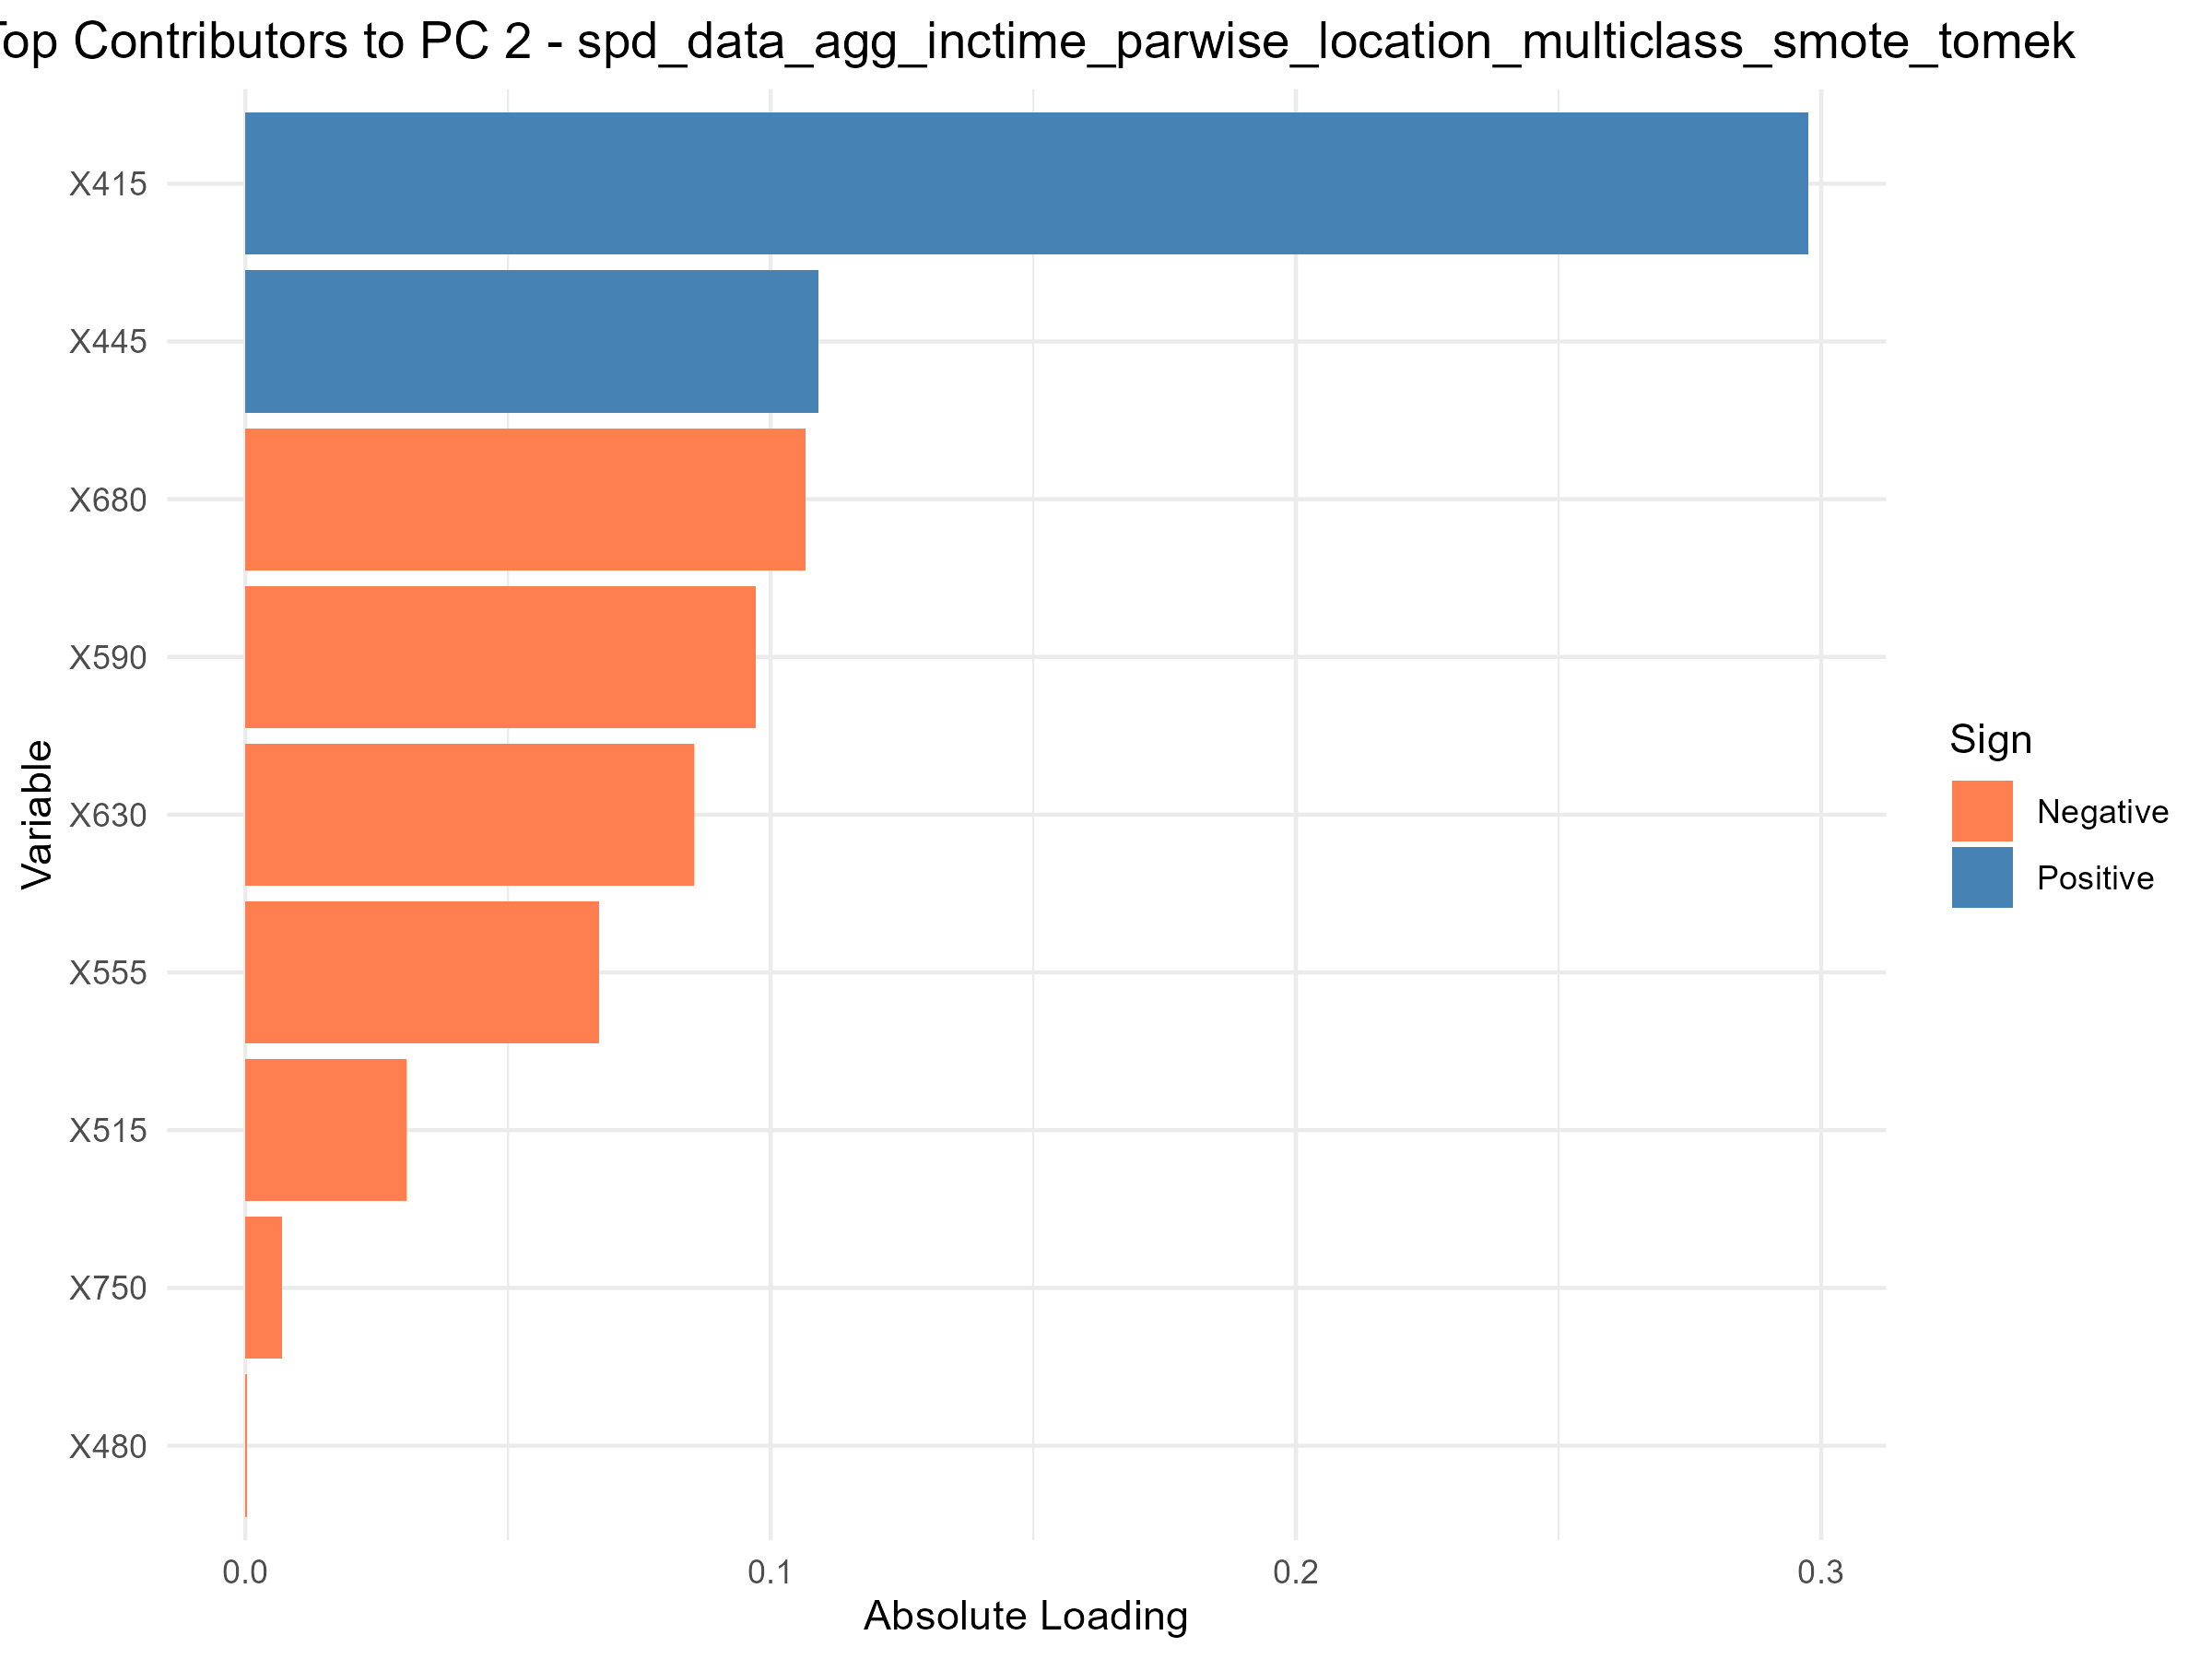 Top Contributors to PC 2 - spd_data_agg_inctime_parwise_location_multiclass_smote_tomek
X415
X445
X680
X590
X630
X555
X515
X750
X480
Variable
0.0
0.1
0.2
0.3
Absolute Loading
Sign
Negative
Positive